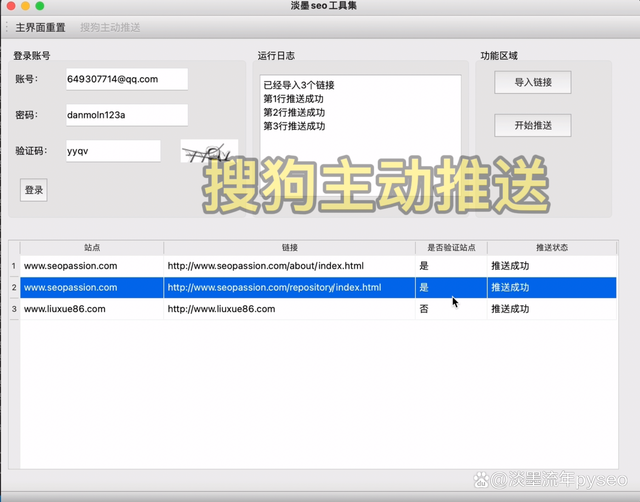 淡墨seo工具集
主界面重置 搜狗主动推送
登录账号
账号: 649307714@qq.com
密码: danmoln123a
验证码: yyqv
登录
运行日志
已经导入3个链接
第1行推送成功
第2行推送成功
第3行推送成功
功能区域
导入链接
开始推送
搜狗主动推送
站点 链接 是否验证站点 推送状态
1 www.seopassion.com http://www.seopassion.com/about/index.html 是 推送成功
2 www.seopassion.com http://www.seopassion.com/repository/index.html 是 推送成功
3 www.liuxue86.com http://www.liuxue86.com 否 推送成功
@淡墨流年pyseo